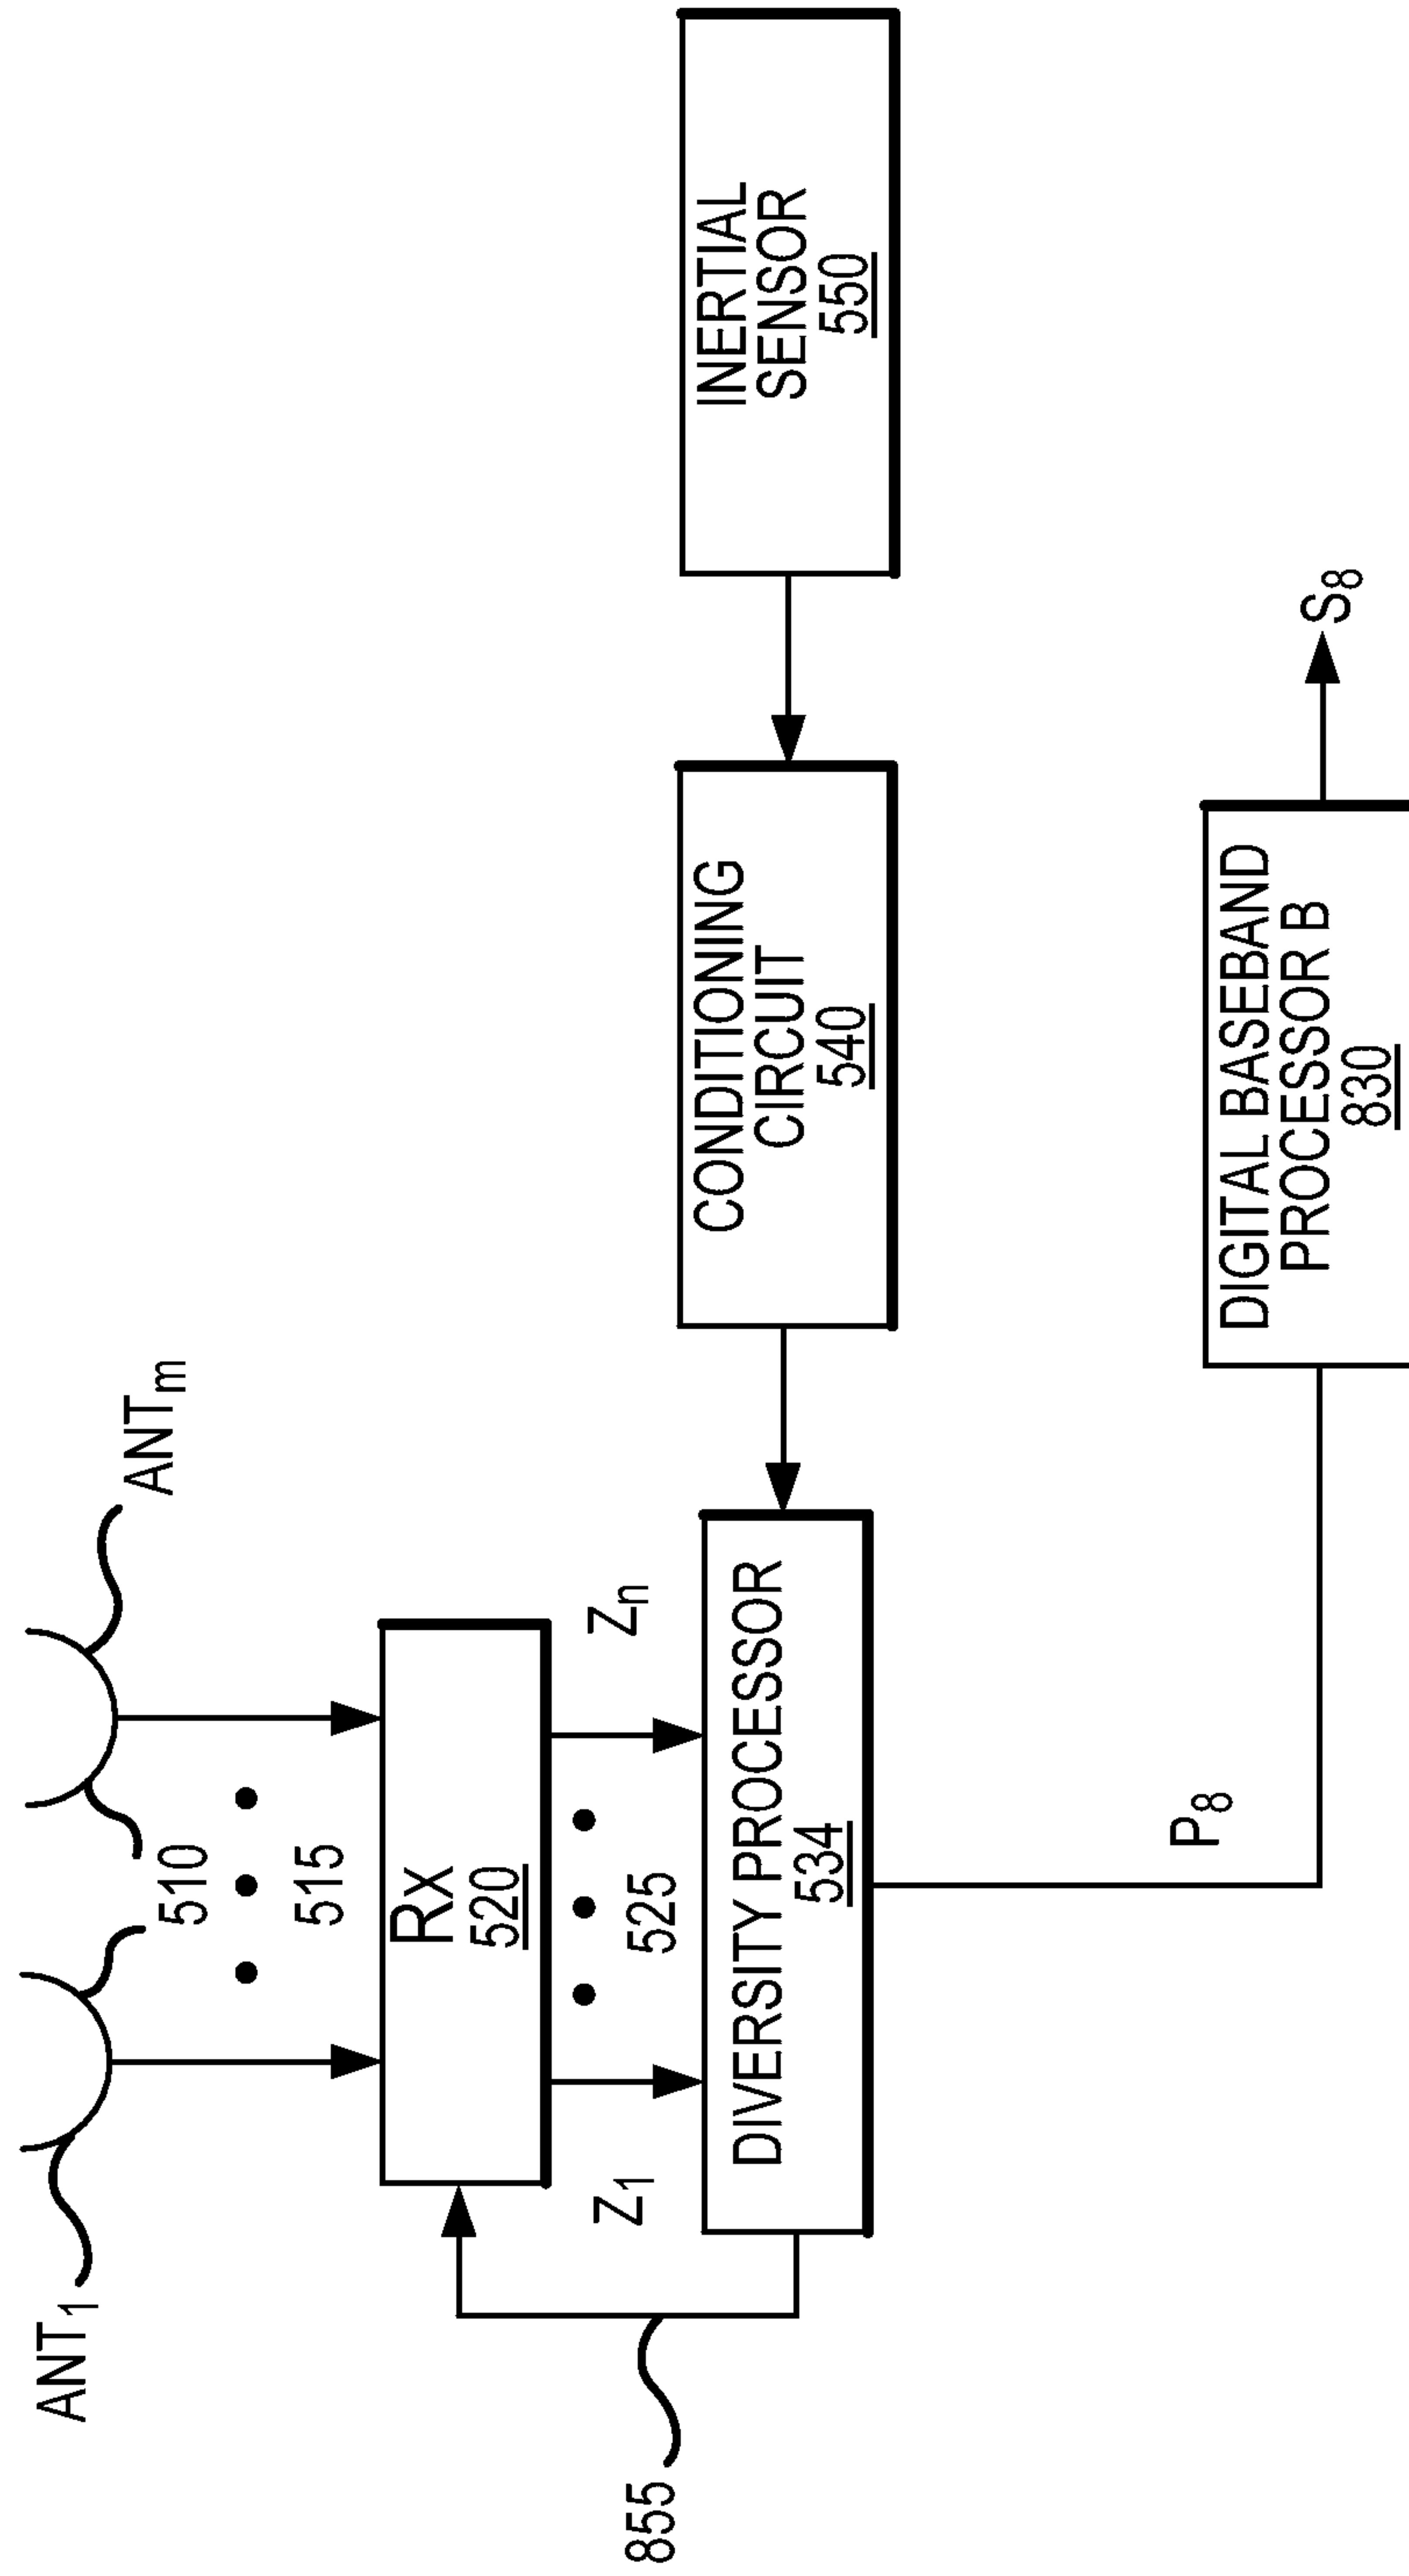 ANT1
ANTm
510
515
Rx
520
Z1
Zn
525
855
DIVERSITY PROCESSOR
534
CONDITIONING
CIRCUIT
540
INERTIAL
SENSOR
550
P8
DIGITAL BASEBAND
PROCESSOR B
830
S8